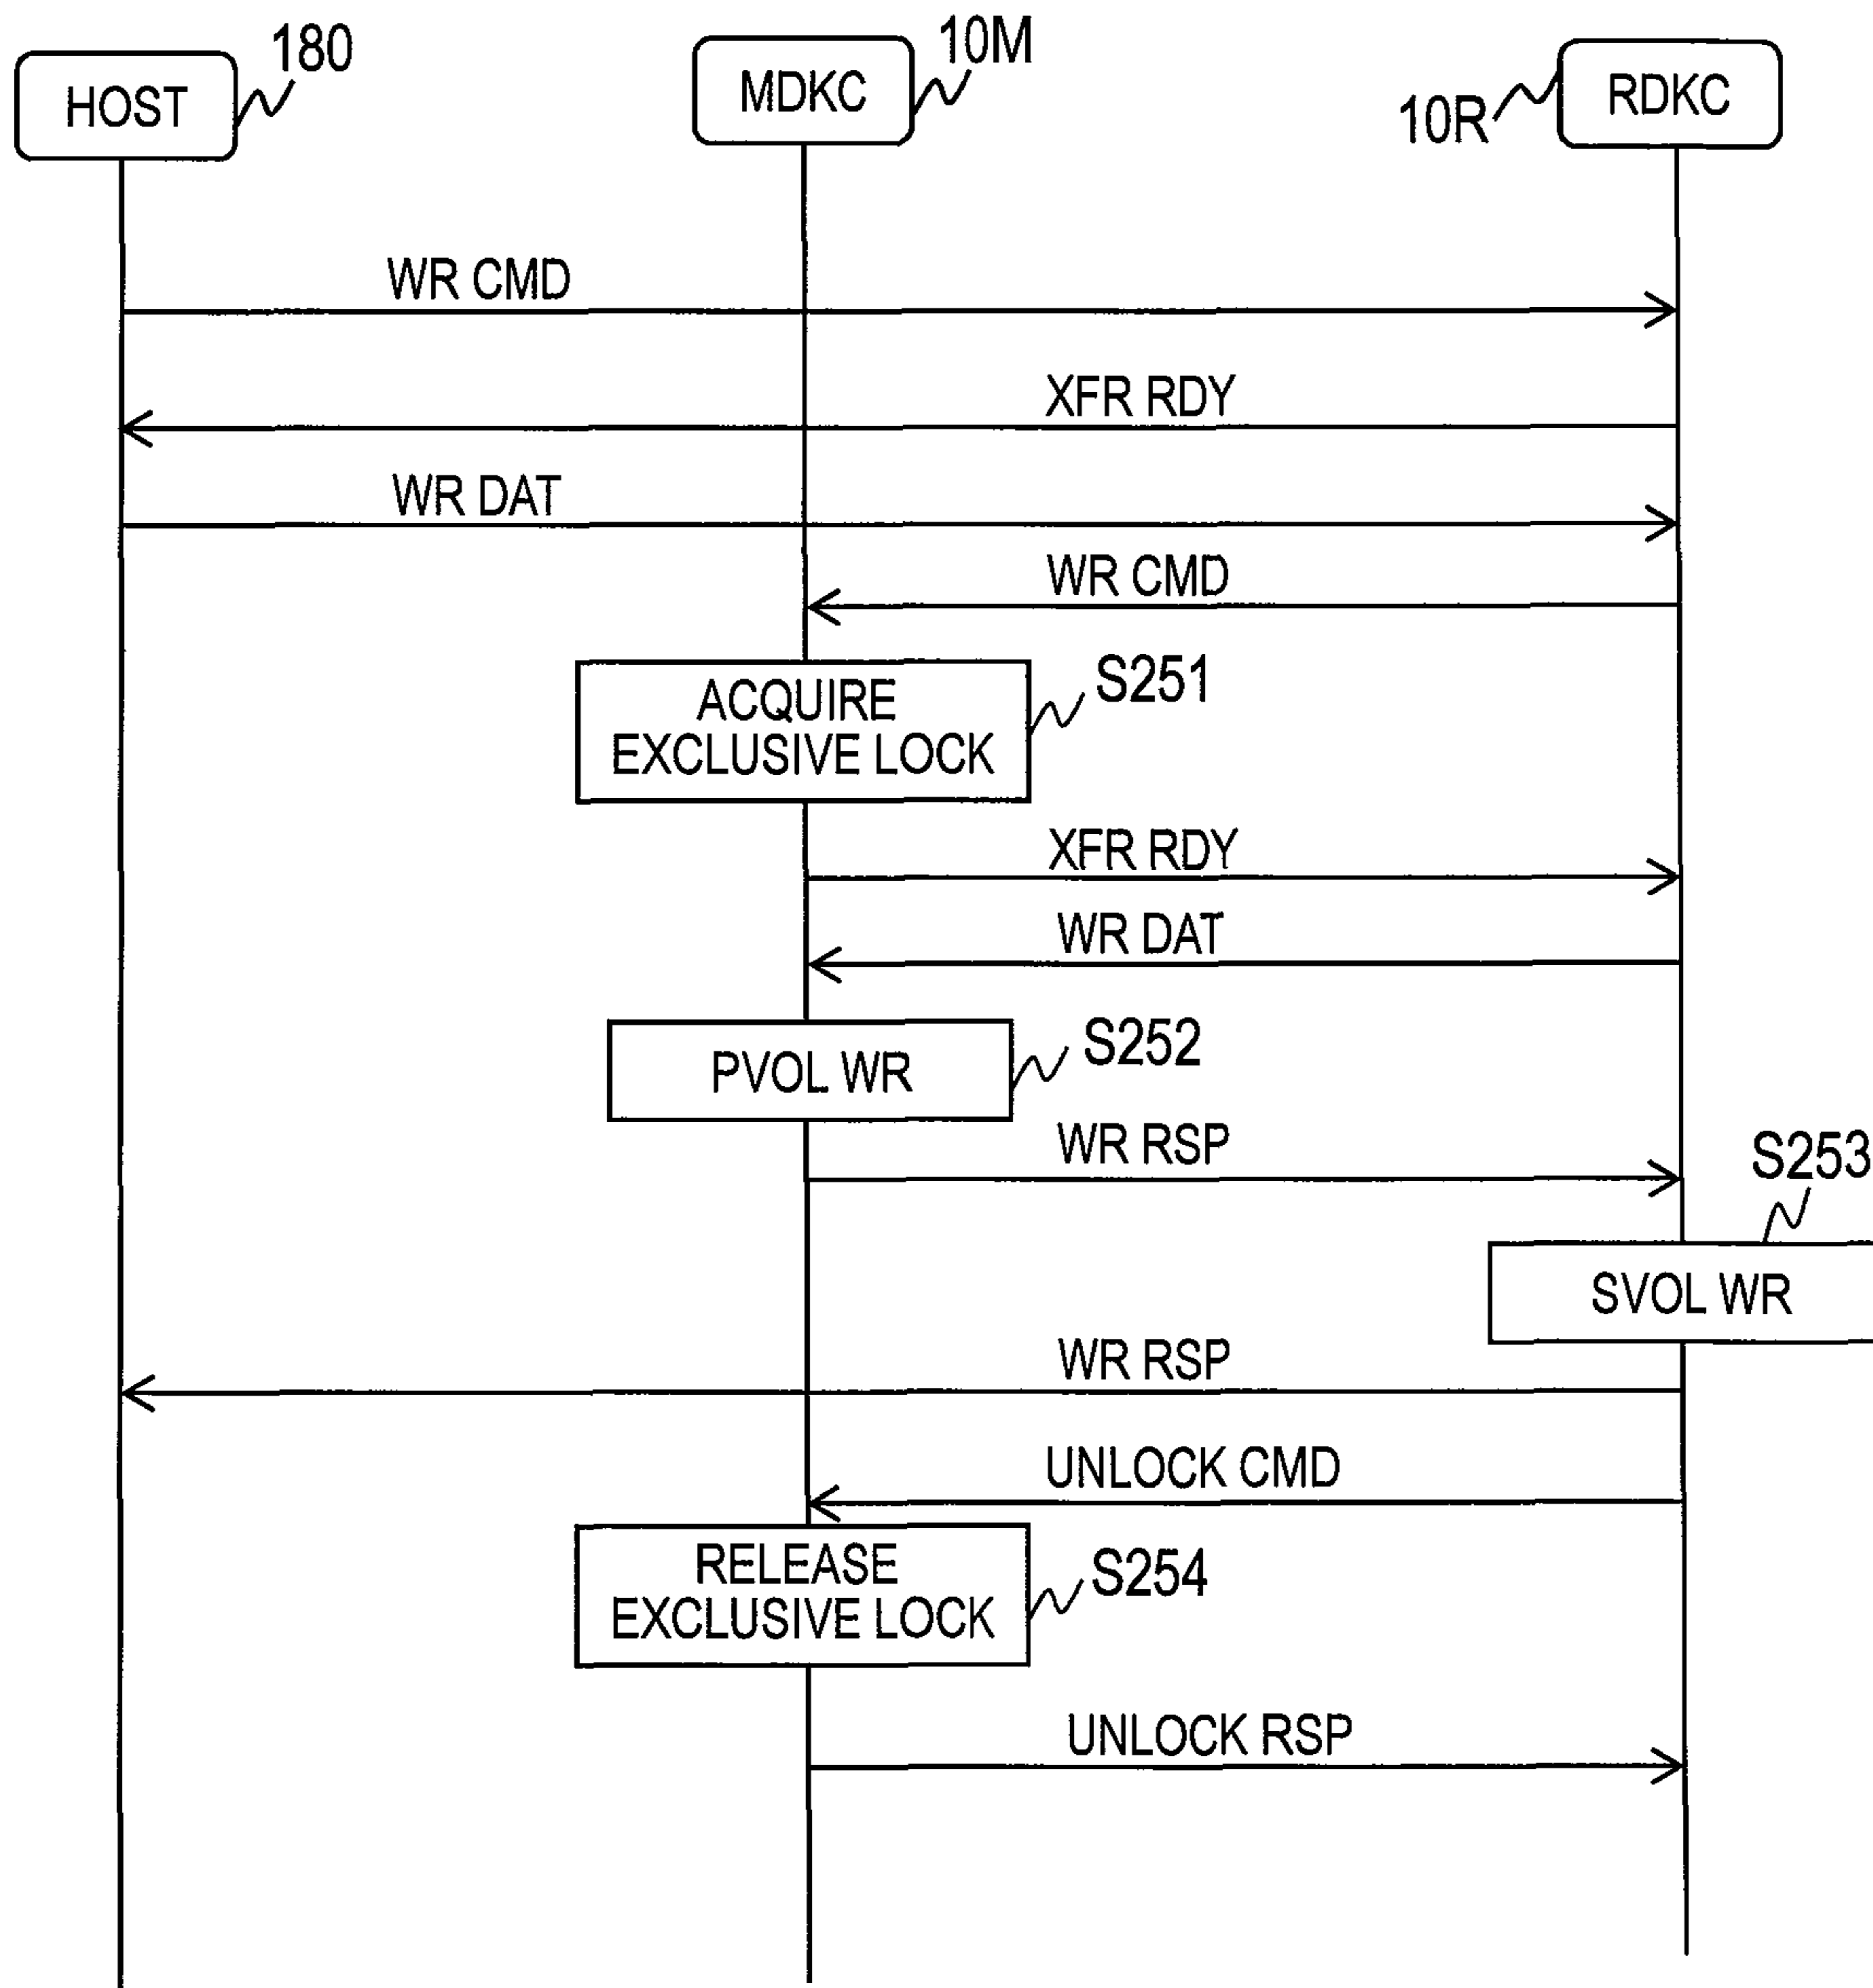 180
10M
HOST
MDKC
10R
RDKC
WR CMD
XFR RDY
WR DAT
WR CMD
ACQUIRE
EXCLUSIVE LOCK
S251
XFR RDY
WR DAT
PVOL WR
S252
WR RSP
S253
SVOL WR
WR RSP
UNLOCK CMD
RELEASE
EXCLUSIVE LOCK
S254
UNLOCK RSP